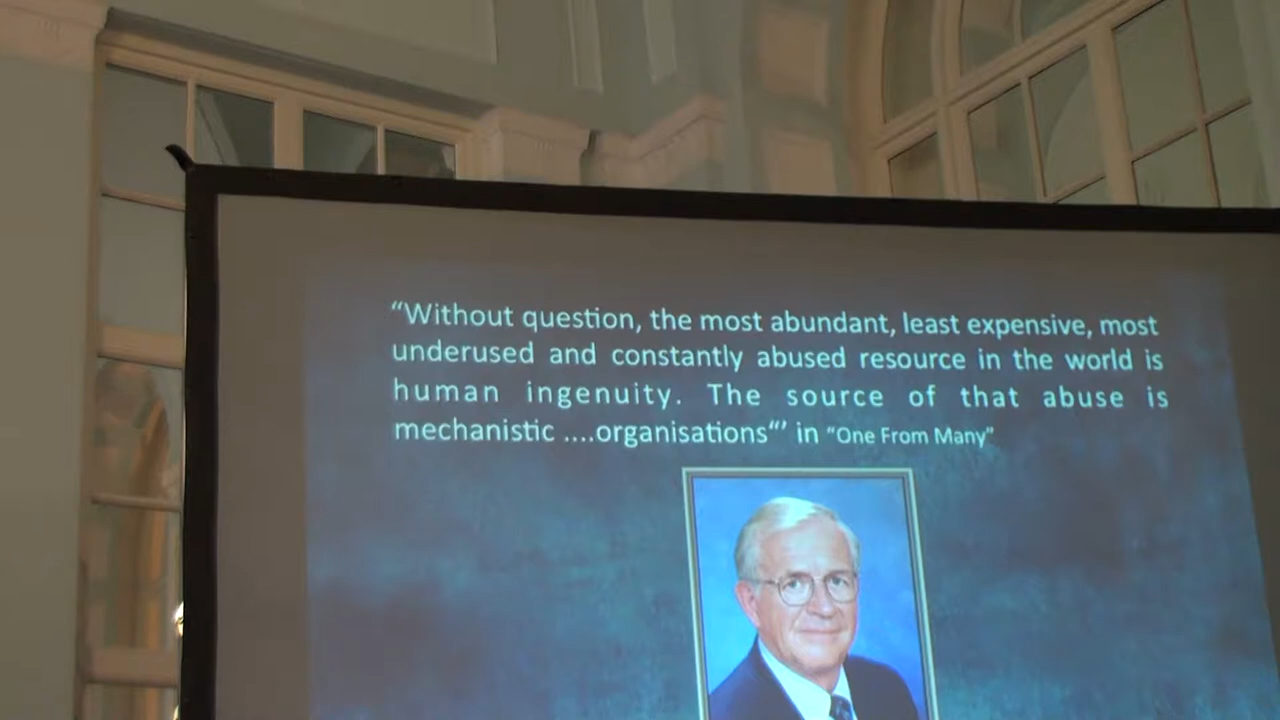 “Without question, the most abundant, least expensive, most
underused and constantly abused resource in the world is
human ingenuity. The source of that abuse is
mechanistic ....organisations“’ in “One From Many”